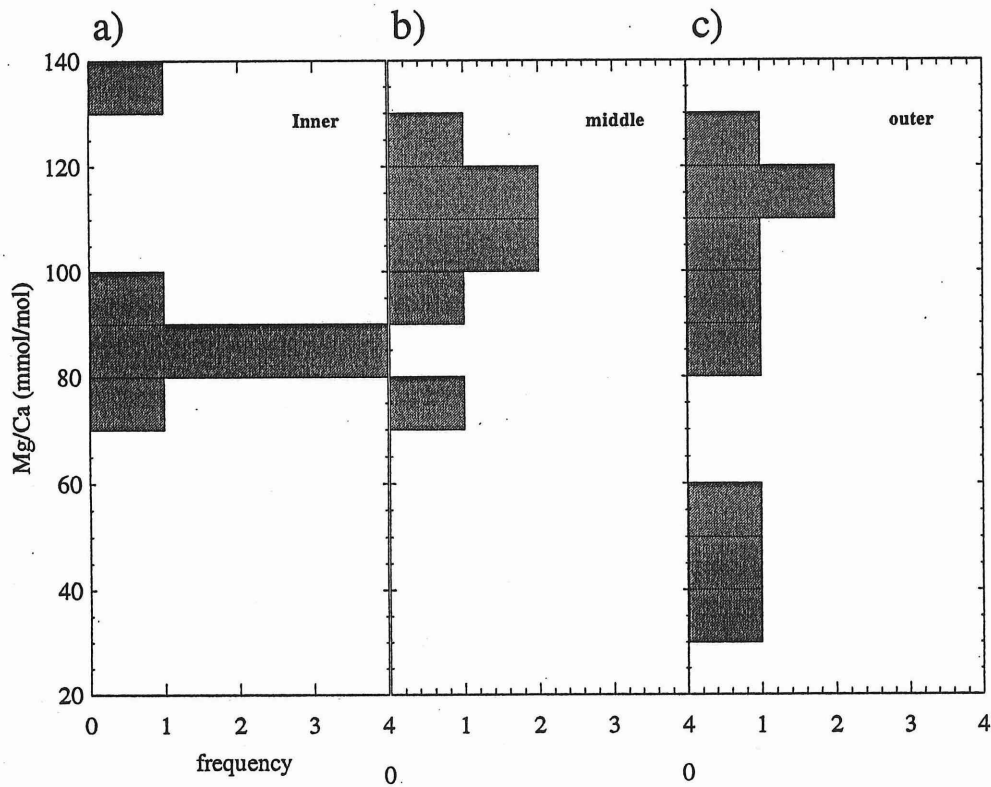 a)
b)
c)
140
120
100
80
60
40
20
Mg/Ca (mmol/mol)
Inner
middle
outer
0 1 2 3 4 1 2 3 4 1 2 3 4
frequency
0
0